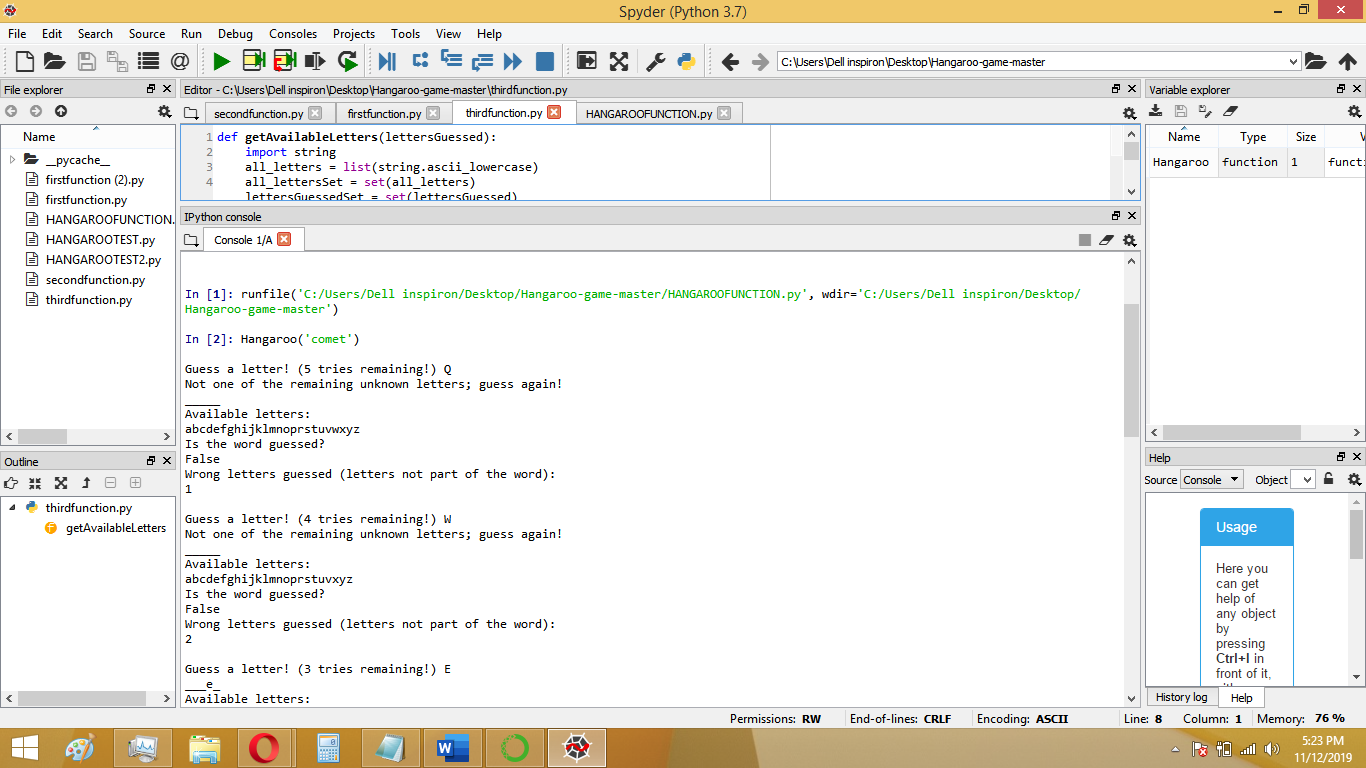 Spyder (Python 3.7)
File Edit Search Source Run Debug Consoles Projects Tools View Help
C:\Users\Dell inspiron\Desktop\Hangaroo-game-master
File explorer
Name
__pycache__
firstfunction (2).py
firstfunction.py
HANGAROOFUNCTION.
HANGAROOTEST.py
HANGAROOTEST2.py
secondfunction.py
thirdfunction.py
Outline
thirdfunction.py
getAvailableLetters
Editor - C:\Users\Dell inspiron\Desktop\Hangaroo-game-master\thirdfunction.py
secondfunction.py firstfunction.py thirdfunction.py HANGAROOFUNCTION.py
1 def getAvailableLetters(lettersGuessed):
2 import string
3 all_letters = list(string.ascii_lowercase)
4 all_lettersSet = set(all_letters)
lettersGuessedSet = set(lettersGuessed)
IPython console
Console 1/A
In [1]: runfile('C:/Users/Dell inspiron/Desktop/Hangaroo-game-master/HANGAROOFUNCTION.py', wdir='C:/Users/Dell inspiron/Desktop/
Hangaroo-game-master')
In [2]: Hangaroo('comet')
Guess a letter! (5 tries remaining!) Q
Not one of the remaining unknown letters; guess again!
_____
Available letters:
abcdefghijklmnoprstuvwxyz
Is the word guessed?
False
Wrong letters guessed (letters not part of the word):
1
Guess a letter! (4 tries remaining!) W
Not one of the remaining unknown letters; guess again!
_____
Available letters:
abcdefghijklmnoprstuvxyz
Is the word guessed?
False
Wrong letters guessed (letters not part of the word):
2
Guess a letter! (3 tries remaining!) E
___e_
Available letters:
Variable explorer
Name Type Size V
Hangaroo function 1 functi
Help
Source Console Object
Usage
Here you
can get
help of
any object
by
pressing
Ctrl+I in
front of it,
History log Help
Permissions: RW End-of-lines: CRLF Encoding: ASCII Line: 8 Column: 1 Memory: 76 %
5:23 PM
11/12/2019